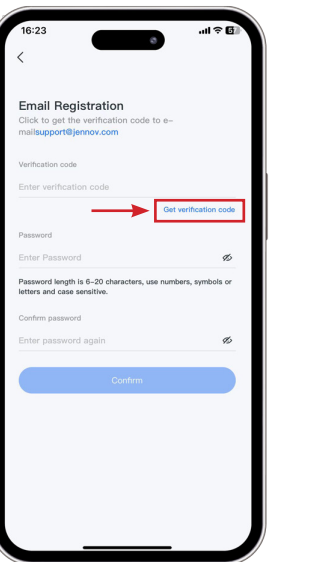 16:23
Email Registration
Click to get the verification code to e-
mailsupport@jennov.com
Verification code
Enter verification code
Get verification code
Password
Enter Password
Password length is 6-20 characters, use numbers, symbols or
letters and case sensitive.
Confirm password
Enter password again
Confirm